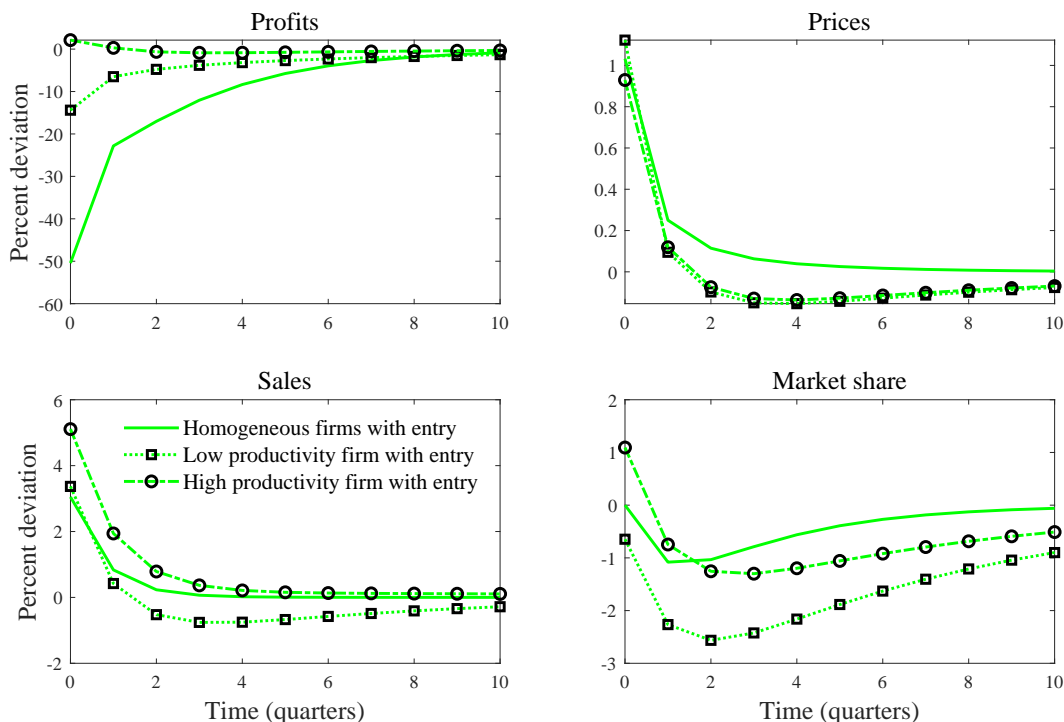 Profits
Percent deviation
0
-10
-20
-30
-40
-50
-60
0 2 4 6 8 10
Prices
1
0.8
0.6
0.4
0.2
0
0 2 4 6 8 10
Sales
Percent deviation
6
4
2
0
-2
Homogeneous firms with entry
Low productivity firm with entry
High productivity firm with entry
0 2 4 6 8 10
Time (quarters)
Market share
2
1
0
-1
-2
-3
0 2 4 6 8 10
Time (quarters)